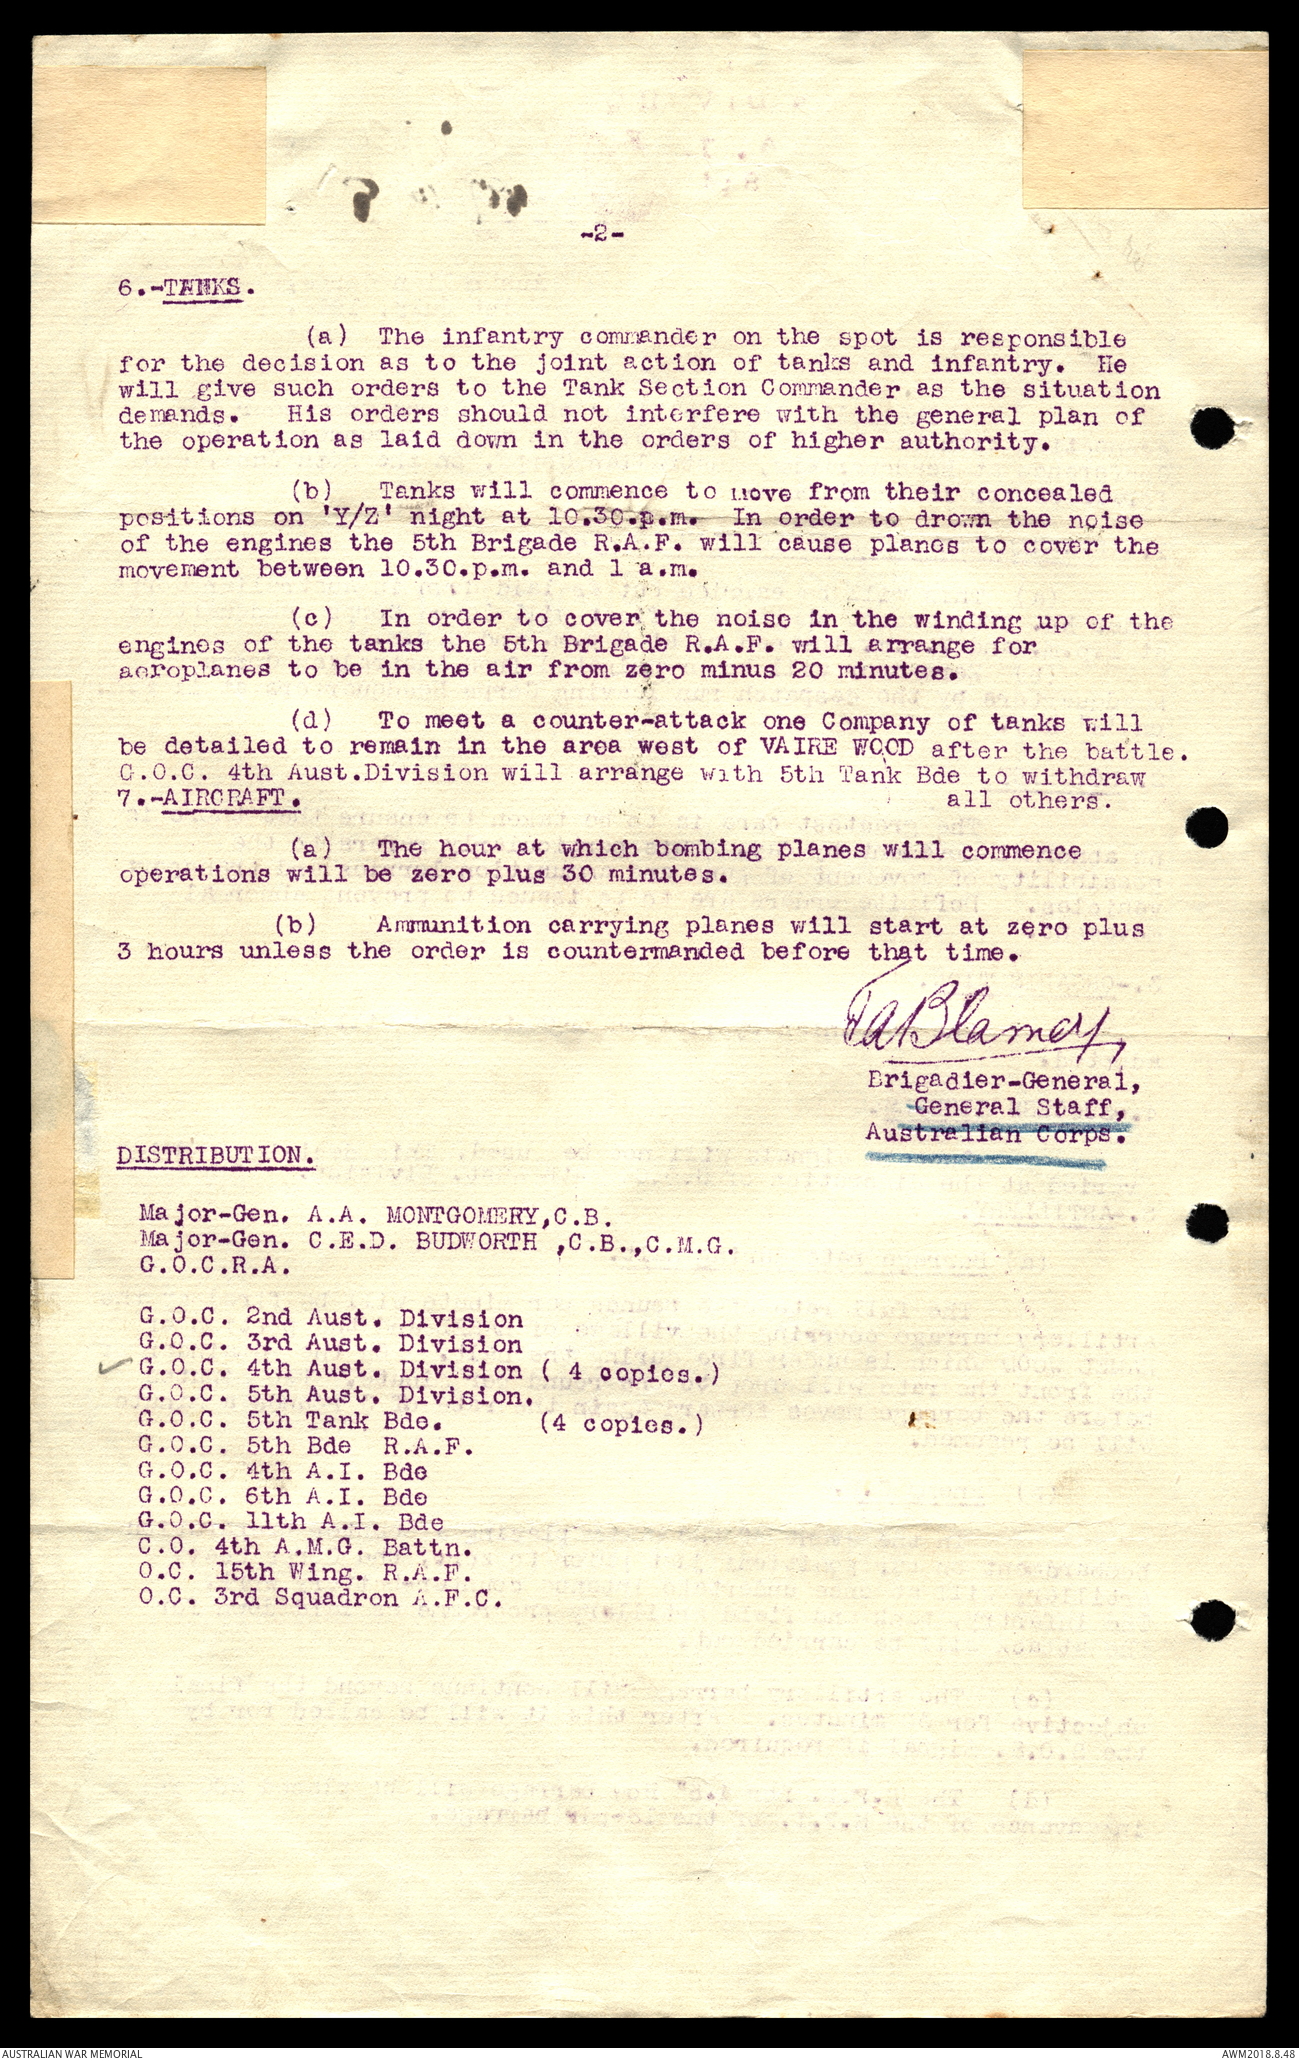 -2-
6.-TANKS.
(a) The infantry commander on the spot is responsible
for the decision as to the joint action of tanks and infantry. He
will give such orders to the Tank Section Commander as the situation
demands. His orders should not interfere with the general plan of
the operation as laid down in the orders of higher authority.
(b) Tanks will commence to move from their concealed
positions on 'Y/Z' night at 10.30.p.m. In order to drown the noise
of the engines the 5th Brigade R.A.F. will cause planes to cover the
movement between 10.30.p.m. and 1 a.m.
(c) In order to cover the noise in the winding up of the
engines of the tanks the 5th Brigade R.A.F. will arrange for
aeroplanes to be in the air from zero minus 20 minutes.
(d) To meet a counter-attack one Company of tanks will
be detailed to remain in the area west of VAIRE WOOD after the battle.
G.O.C. 4th Aust.Division will arrange with 5th Tank Bde to withdraw
all others.
7.-AIRCRAFT.
(a) The hour at which bombing planes will commence
operations will be zero plus 30 minutes.
(b) Ammunition carrying planes will start at zero plus
3 hours unless the order is countermanded before that time.
TABlamey,
Brigadier-General,
General Staff,
Australian Corps.
DISTRIBUTION.
Major-Gen. A.A. MONTGOMERY,C.B.
Major-Gen. C.E.D. BUDWORTH ,C.B.,C.M.G.
G.O.C.R.A.
G.O.C. 2nd Aust. Division
G.O.C. 3rd Aust. Division
G.O.C. 4th Aust. Division ( 4 copies.)
G.O.C. 5th Aust. Division.
G.O.C. 5th Tank Bde. (4 copies.)
G.O.C. 5th Bde R.A.F.
G.O.C. 4th A.I. Bde
G.O.C. 6th A.I. Bde
G.O.C. 11th A.I. Bde
C.O. 4th A.M.G. Battn.
O.C. 15th Wing. R.A.F.
O.C. 3rd Squadron A.F.C.
AUSTRALIAN WAR MEMORIAL
AWM2018.8.48